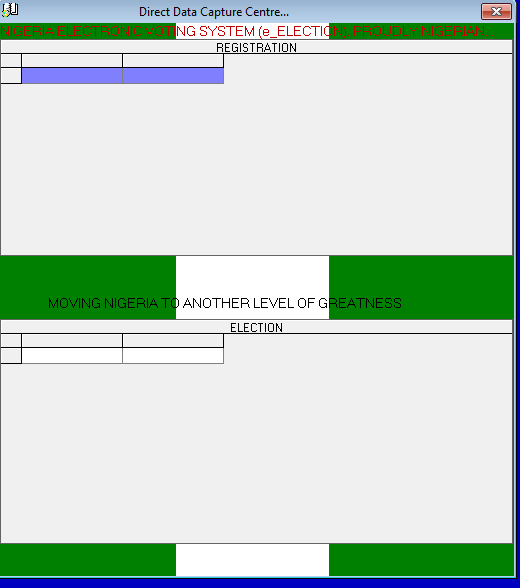 Direct Data Capture Centre...
NIGERIA ELECTRONIC VOTING SYSTEM (e_ELECTION) PROUDLY NIGERIAN
REGISTRATION
MOVING NIGERIA TO ANOTHER LEVEL OF GREATNESS
ELECTION